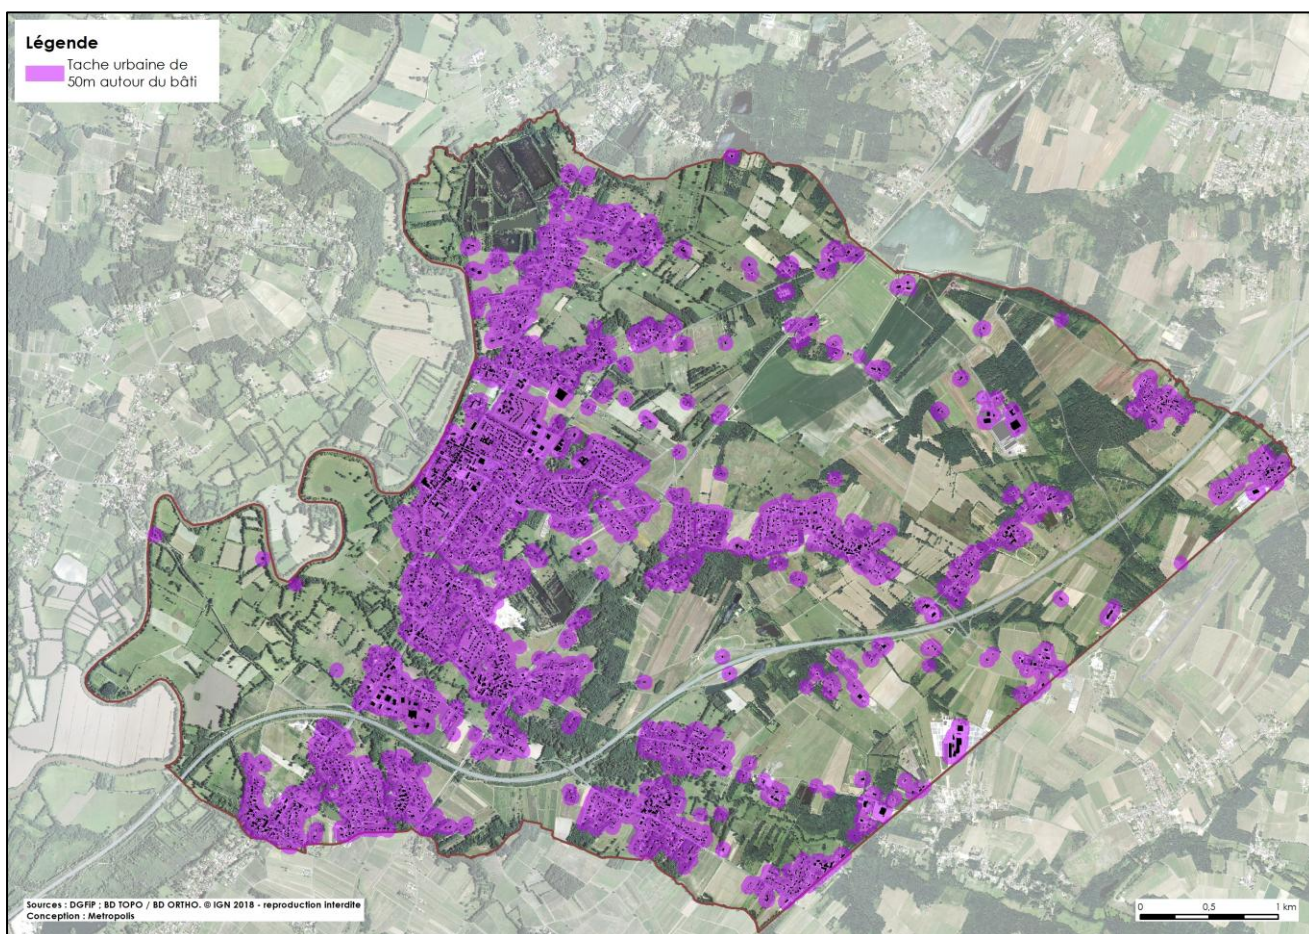 Légende
Tache urbaine de
50m autour du bâti
Sources : DGFiP ; BD TOPO / BD ORTHO. © IGN 2018 - reproduction interdite
Conception : Metropolis
0 0,5 1 km